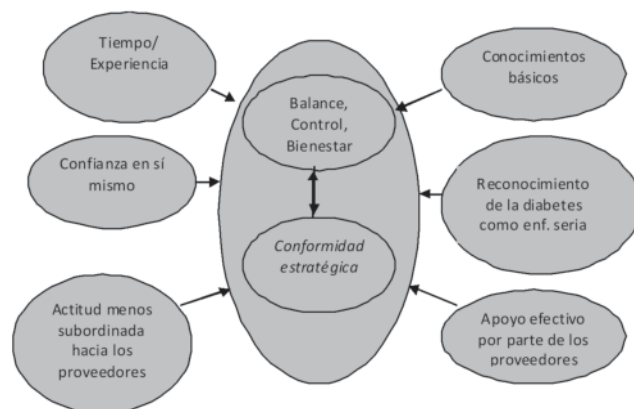 Tiempo/
Experiencia
Conocimientos
básicos
Balance,
Control,
Bienestar
Confianza en sí
mismo
Reconocimiento
de la diabetes
como enf. seria
Conformidad
estratégica
Actitud menos
subordinada
hacia los
proveedores
Apoyo efectivo
por parte de los
proveedores